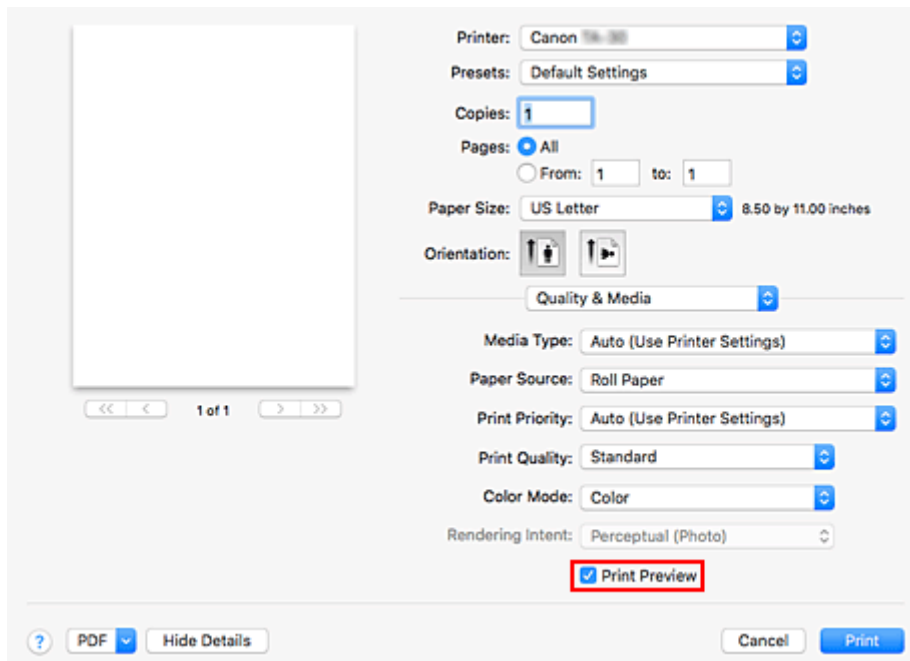 Printer: Canon
Presets: Default Settings
Copies: 1
Pages: All
From: 1 to: 1
Paper Size: US Letter 8.50 by 11.00 inches
Orientation:
Quality & Media
Media Type: Auto (Use Printer Settings)
Paper Source: Roll Paper
<< < 1 of 1 > >>
Print Priority: Auto (Use Printer Settings)
Print Quality: Standard
Color Mode: Color
Rendering Intent: Perceptual (Photo)
Print Preview
? PDF Hide Details Cancel Print